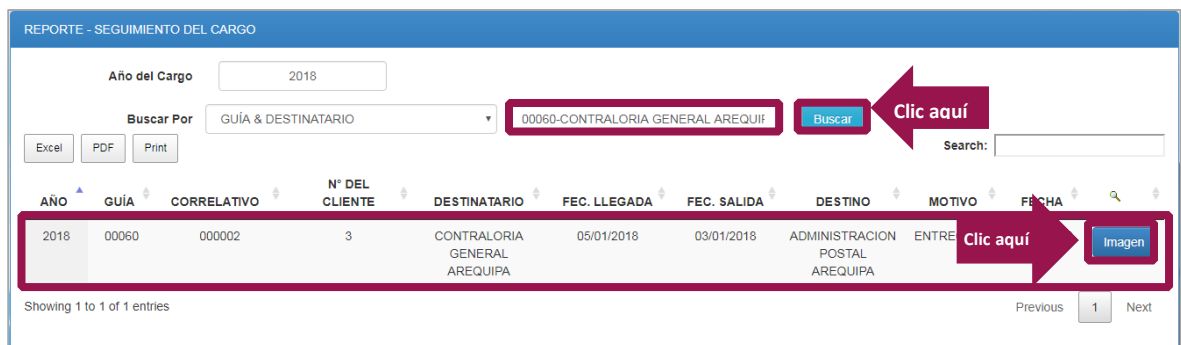 REPORTE - SEGUIMIENTO DEL CARGO
Año del Cargo 2018
Buscar Por GUÍA & DESTINATARIO 00060-CONTRALORIA GENERAL AREQUIF Buscar Clic aquí
Excel PDF Print Search:
AÑO GUÍA CORRELATIVO N° DEL CLIENTE DESTINATARIO FEC. LLEGADA FEC. SALIDA DESTINO MOTIVO FECHA
2018 00060 000002 3 CONTRALORIA GENERAL AREQUIPA 05/01/2018 03/01/2018 ADMINISTRACION POSTAL AREQUIPA ENTRE Clic aquí Imagen
Showing 1 to 1 of 1 entries Previous 1 Next